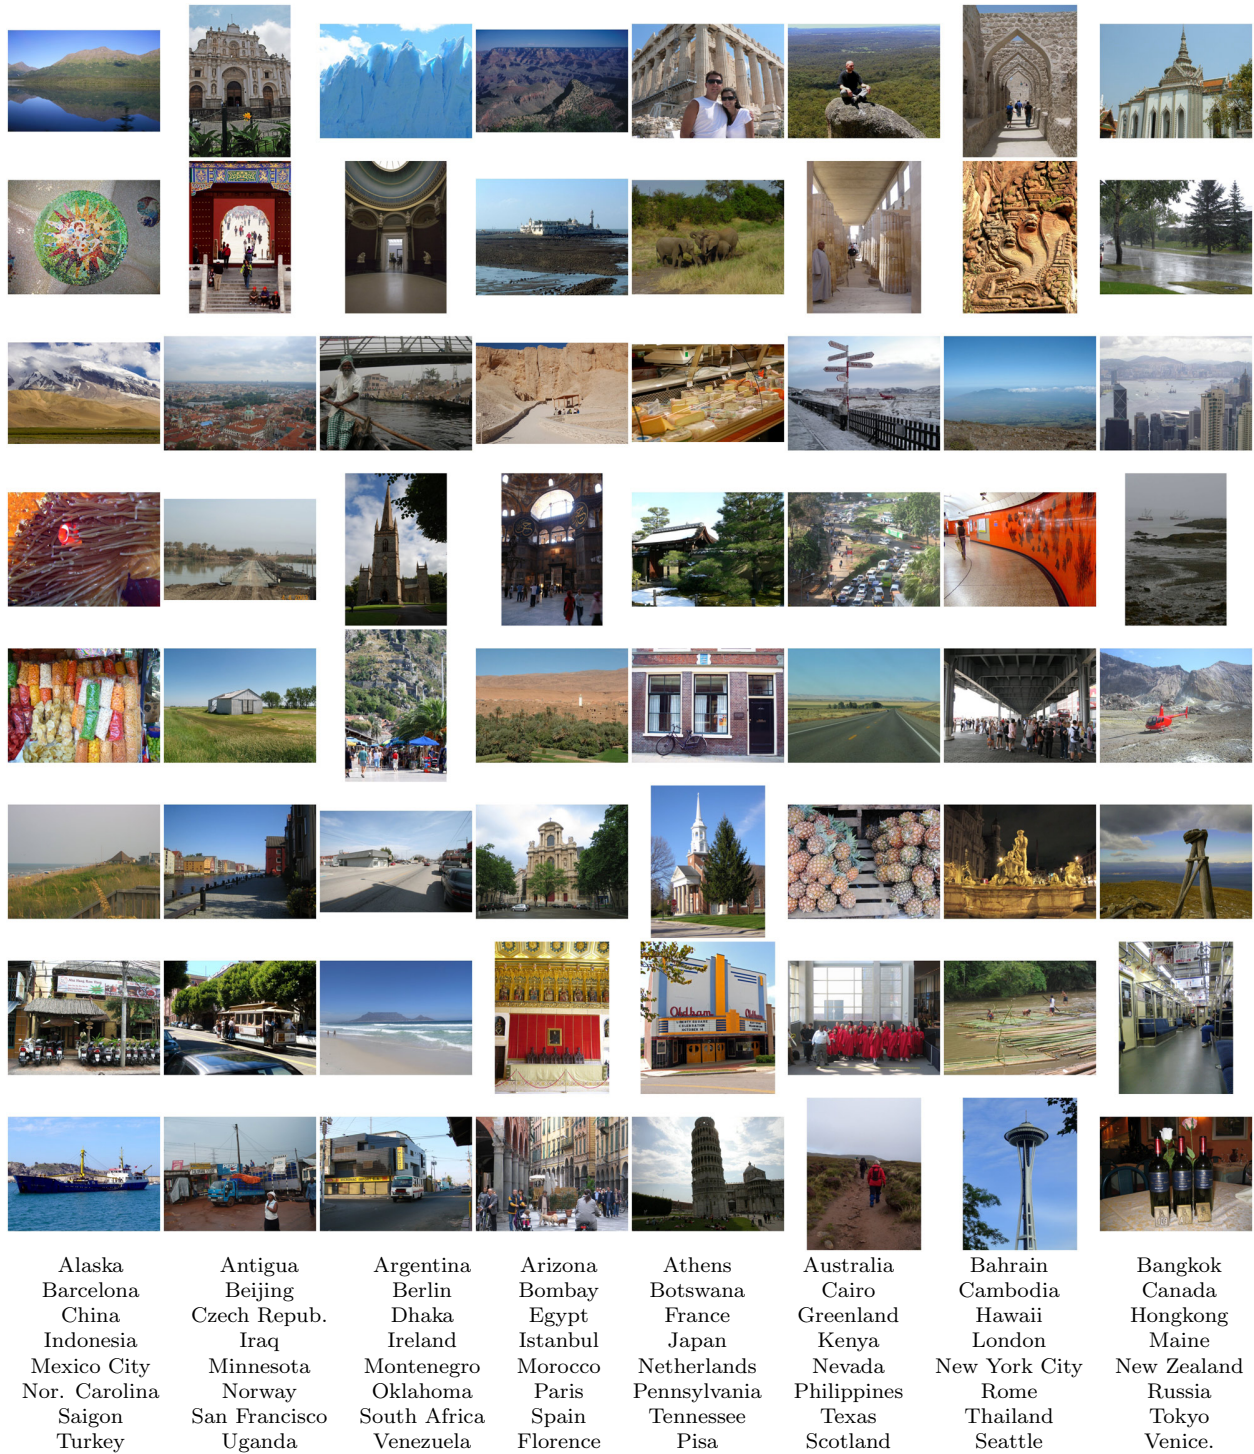 Oldham
Alaska Antigua Argentina Arizona Athens Australia Bahrain Bangkok
Barcelona Beijing Berlin Bombay Botswana Cairo Cambodia Canada
China Czech Repub. Dhaka Egypt France Greenland Hawaii Hongkong
Indonesia Iraq Ireland Istanbul Japan Kenya London Maine
Mexico City Minnesota Montenegro Morocco Netherlands Nevada New York City New Zealand
Nor. Carolina Norway Oklahoma Paris Pennsylvania Philippines Rome Russia
Saigon San Francisco South Africa Spain Tennessee Texas Thailand Tokyo
Turkey Uganda Venezuela Florence Pisa Scotland Seattle Venice.